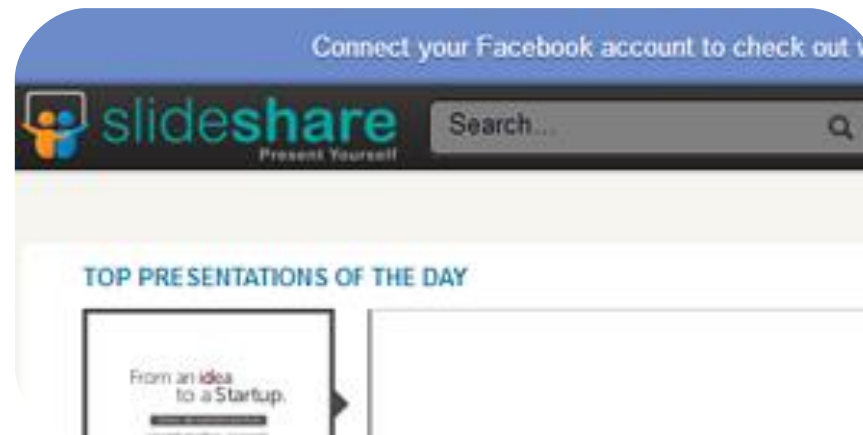 Connect your Facebook account to check out
slideshare
Present Yourself
Search...
TOP PRESENTATIONS OF THE DAY
From an idea
to a Startup.